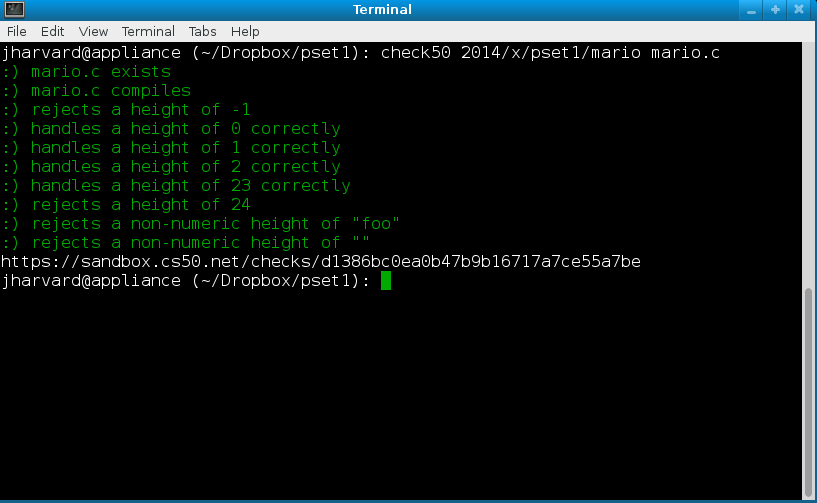 Terminal
File Edit View Terminal Tabs Help
jharvard@appliance (~/Dropbox/pset1): check50 2014/x/pset1/mario mario.c
:) mario.c exists
:) mario.c compiles
:) rejects a height of -1
:) handles a height of 0 correctly
:) handles a height of 1 correctly
:) handles a height of 2 correctly
:) handles a height of 23 correctly
:) rejects a height of 24
:) rejects a non-numeric height of "foo"
:) rejects a non-numeric height of ""
https://sandbox.cs50.net/checks/d1386bc0ea0b47b9b16717a7ce55a7be
jharvard@appliance (~/Dropbox/pset1):